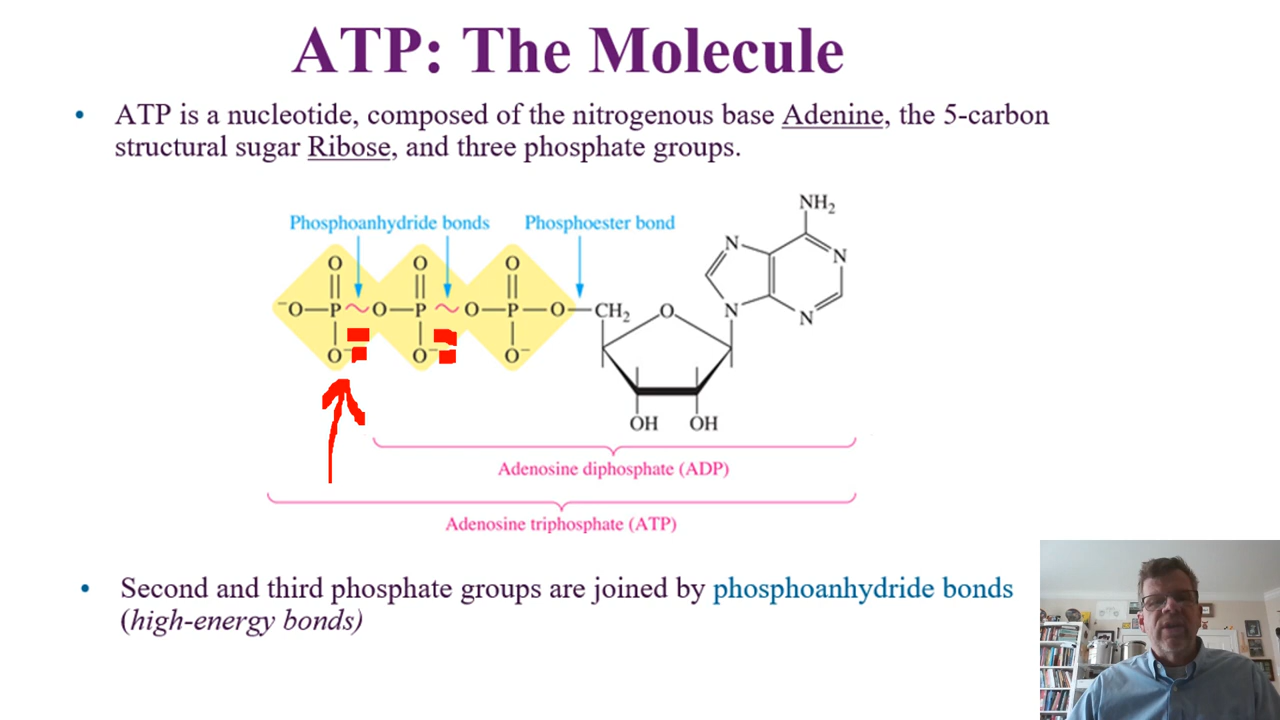 ATP: The Molecule
• ATP is a nucleotide, composed of the nitrogenous base Adenine, the 5-carbon
structural sugar Ribose, and three phosphate groups.
NH₂
Phosphoanhydride bonds Phosphoester bond
N N
O O O
⁻O—P~O—P~O—P—O—CH₂ O N N
O⁻ O⁻ O⁻
OH OH
Adenosine diphosphate (ADP)
Adenosine triphosphate (ATP)
• Second and third phosphate groups are joined by phosphoanhydride bonds
(high-energy bonds)